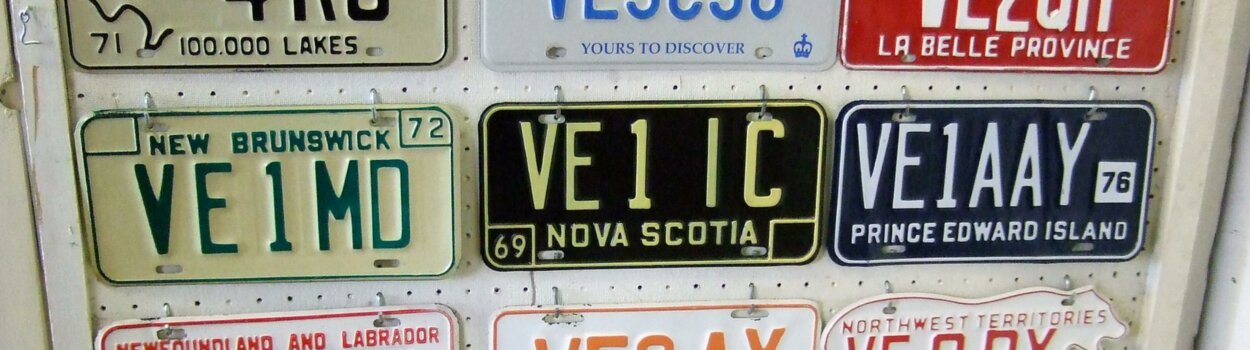 71 100.000 LAKES
YOURS TO DISCOVER
LA BELLE PROVINCE
NEW BRUNSWICK 72
VE1MD
VE1 IC
69 NOVA SCOTIA
VE1AAY 76
PRINCE EDWARD ISLAND
NEWFOUNDLAND AND LABRADOR
NORTHWEST TERRITORIES